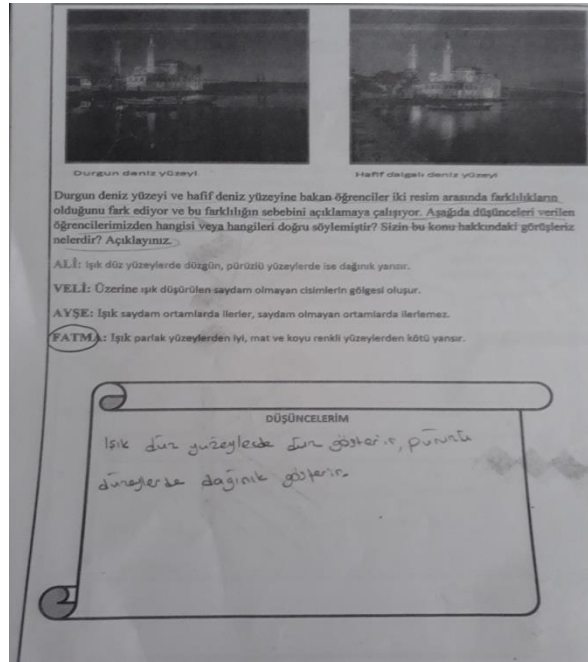 Durgun deniz yüzeyi
Hafif dalgalı deniz yüzeyi
Durgun deniz yüzeyi ve hafif deniz yüzeyine bakan öğrenciler iki resim arasında farklılıkların
olduğunu fark ediyor ve bu farklılığın sebebini açıklamaya çalışıyor. Aşağıda düşünceleri verilen
öğrencilerimizden hangisi veya hangileri doğru söylemiştir? Sizin bu konu hakkındaki görüşleriz
nelerdir? Açıklayınız.
ALİ: Işık düz yüzeylerde düzgün, pürüzlü yüzeylerde ise dağınık yansır.
VELİ: Üzerine ışık düşürülen saydam olmayan cisimlerin gölgesi oluşur.
AYŞE: Işık saydam ortamlarda ilerler, saydam olmayan ortamlarda ilerlemez.
FATMA: Işık parlak yüzeylerden iyi, mat ve koyu renkli yüzeylerden kötü yansır.
DÜŞÜNCELERİM
Işık düz yüzeylerde düz gösterir, pürüzlü
düzeylerde dağınık gösterir.